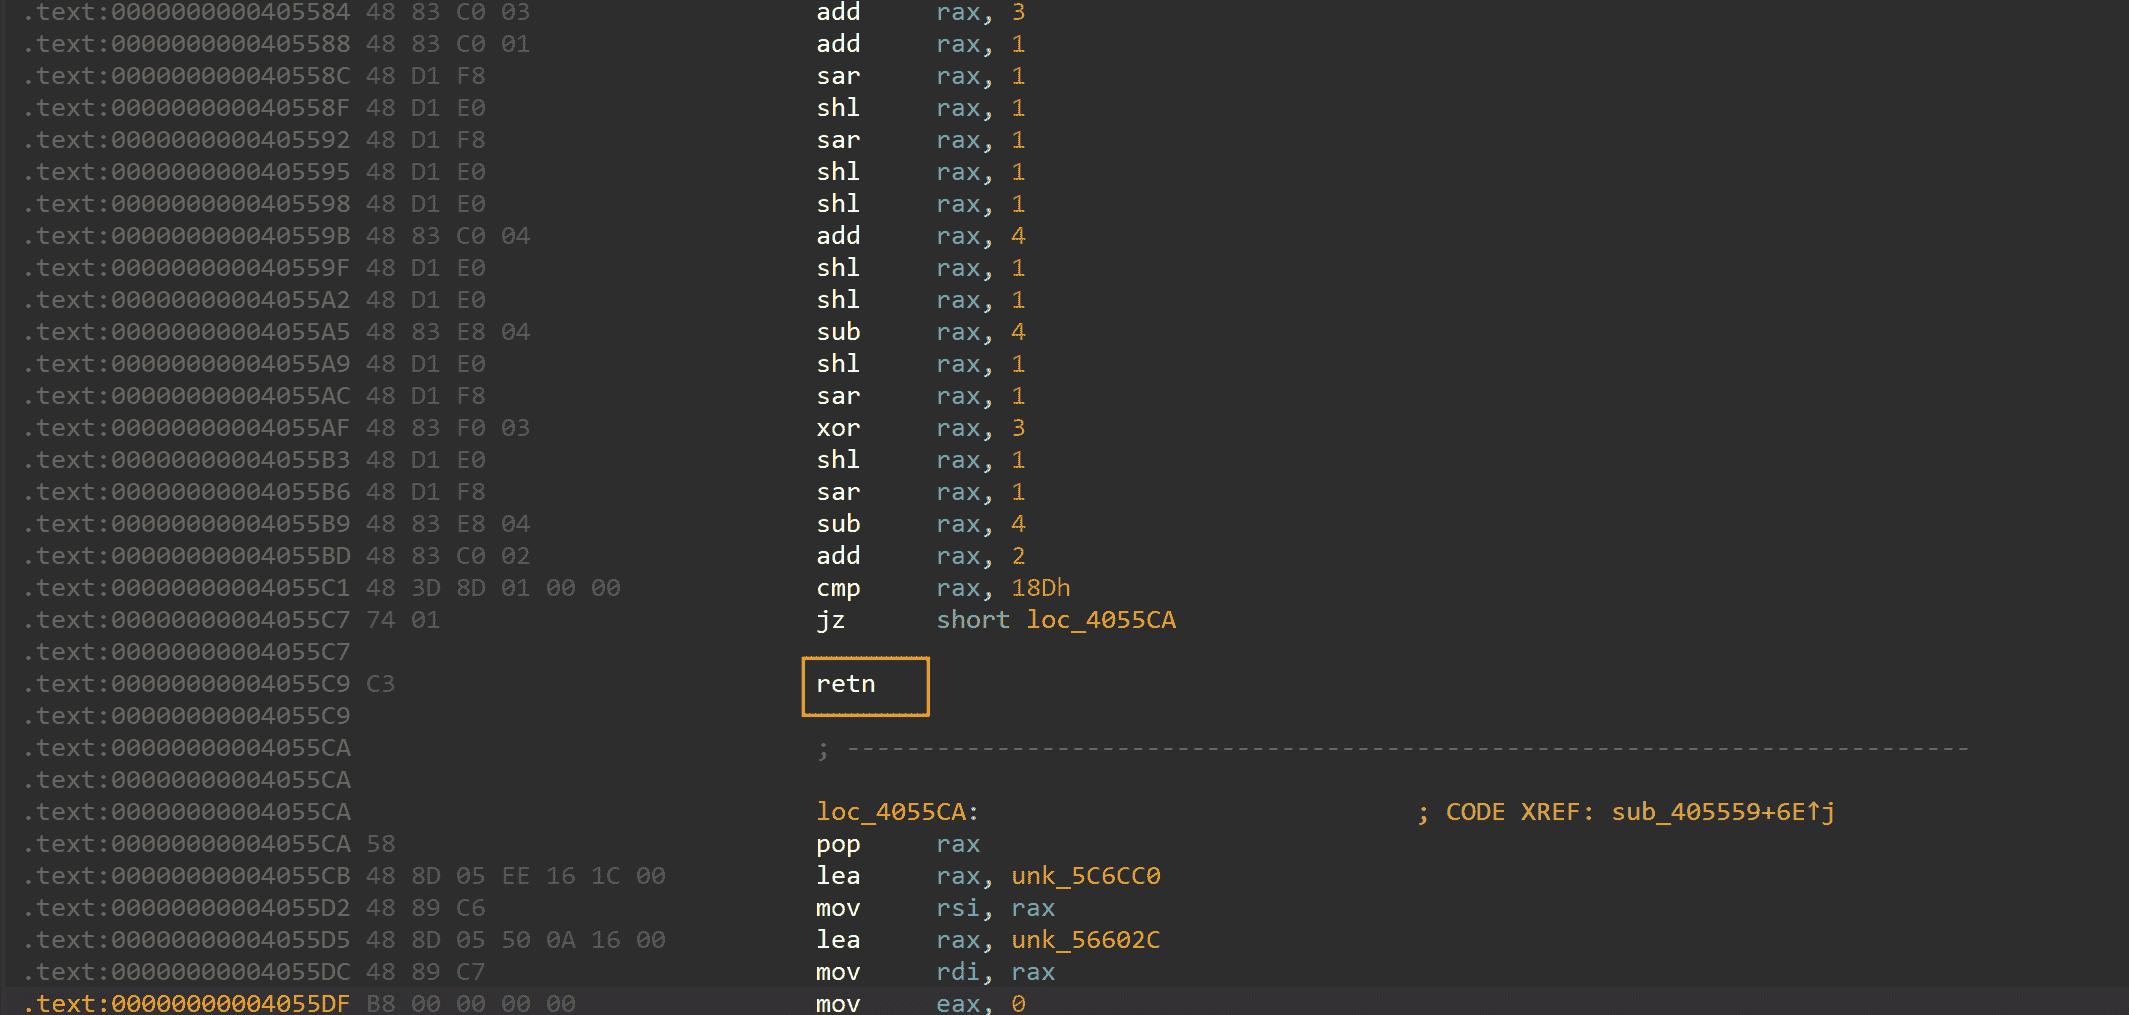 .text:0000000000405584 48 83 C0 03 add rax, 3
.text:0000000000405588 48 83 C0 01 add rax, 1
.text:000000000040558C 48 D1 F8 sar rax, 1
.text:000000000040558F 48 D1 E0 shl rax, 1
.text:0000000000405592 48 D1 F8 sar rax, 1
.text:0000000000405595 48 D1 E0 shl rax, 1
.text:0000000000405598 48 D1 E0 shl rax, 1
.text:000000000040559B 48 83 C0 04 add rax, 4
.text:000000000040559F 48 D1 E0 shl rax, 1
.text:00000000004055A2 48 D1 E0 shl rax, 1
.text:00000000004055A5 48 83 E8 04 sub rax, 4
.text:00000000004055A9 48 D1 E0 shl rax, 1
.text:00000000004055AC 48 D1 F8 sar rax, 1
.text:00000000004055AF 48 83 F0 03 xor rax, 3
.text:00000000004055B3 48 D1 E0 shl rax, 1
.text:00000000004055B6 48 D1 F8 sar rax, 1
.text:00000000004055B9 48 83 E8 04 sub rax, 4
.text:00000000004055BD 48 83 C0 02 add rax, 2
.text:00000000004055C1 48 3D 8D 01 00 00 cmp rax, 18Dh
.text:00000000004055C7 74 01 jz short loc_4055CA
.text:00000000004055C7
.text:00000000004055C9 C3 retn
.text:00000000004055C9
.text:00000000004055CA ; ---------------------------------------------------------------------------
.text:00000000004055CA
.text:00000000004055CA loc_4055CA: ; CODE XREF: sub_405559+6E↑j
.text:00000000004055CA 58 pop rax
.text:00000000004055CB 48 8D 05 EE 16 1C 00 lea rax, unk_5C6CC0
.text:00000000004055D2 48 89 C6 mov rsi, rax
.text:00000000004055D5 48 8D 05 50 0A 16 00 lea rax, unk_56602C
.text:00000000004055DC 48 89 C7 mov rdi, rax
.text:00000000004055DF B8 00 00 00 00 mov eax, 0